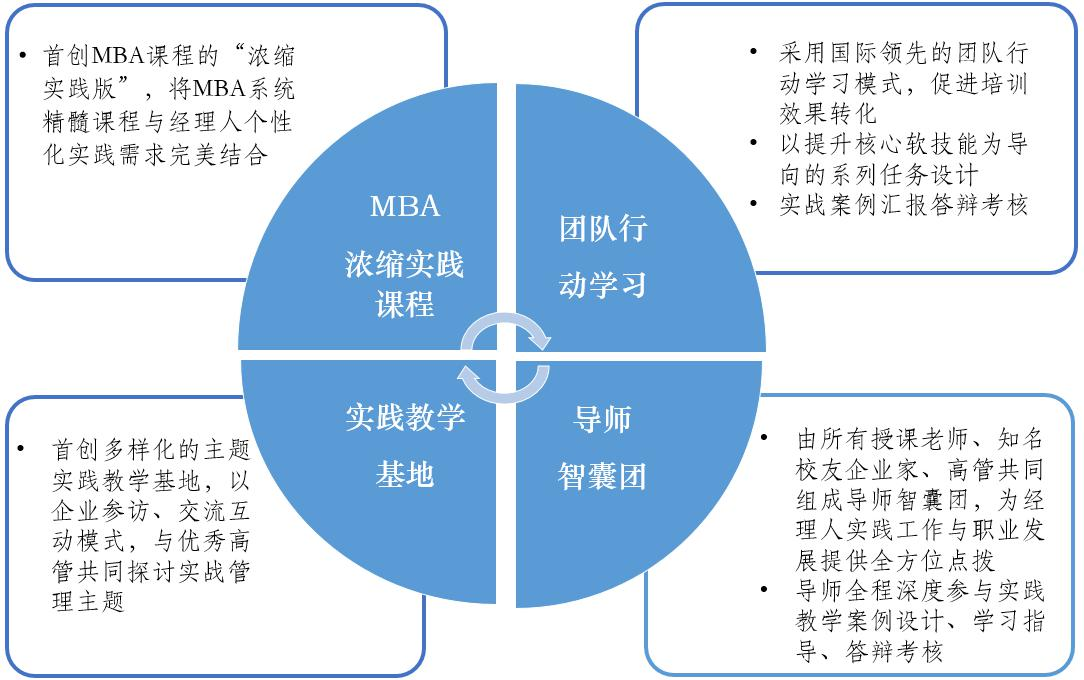 • 首创MBA课程的“浓缩
实践版”，将MBA系统
精髓课程与经理人个性
化实践需求完美结合
• 采用国际领先的团队行
动学习模式，促进培训
效果转化
• 以提升核心软技能为导
向的系列任务设计
• 实战案例汇报答辩考核
MBA
浓缩实践
课程
团队行
动学习
实践教学
基地
导师
智囊团
• 首创多样化的主题
实践教学基地，以
企业参访、交流互
动模式，与优秀高
管共同探讨实战管
理主题
• 由所有授课老师、知名
校友企业家、高管共同
组成导师智囊团，为经
理人实践工作与职业发
展提供全方位点拨
• 导师全程深度参与实践
教学案例设计、学习指
导、答辩考核